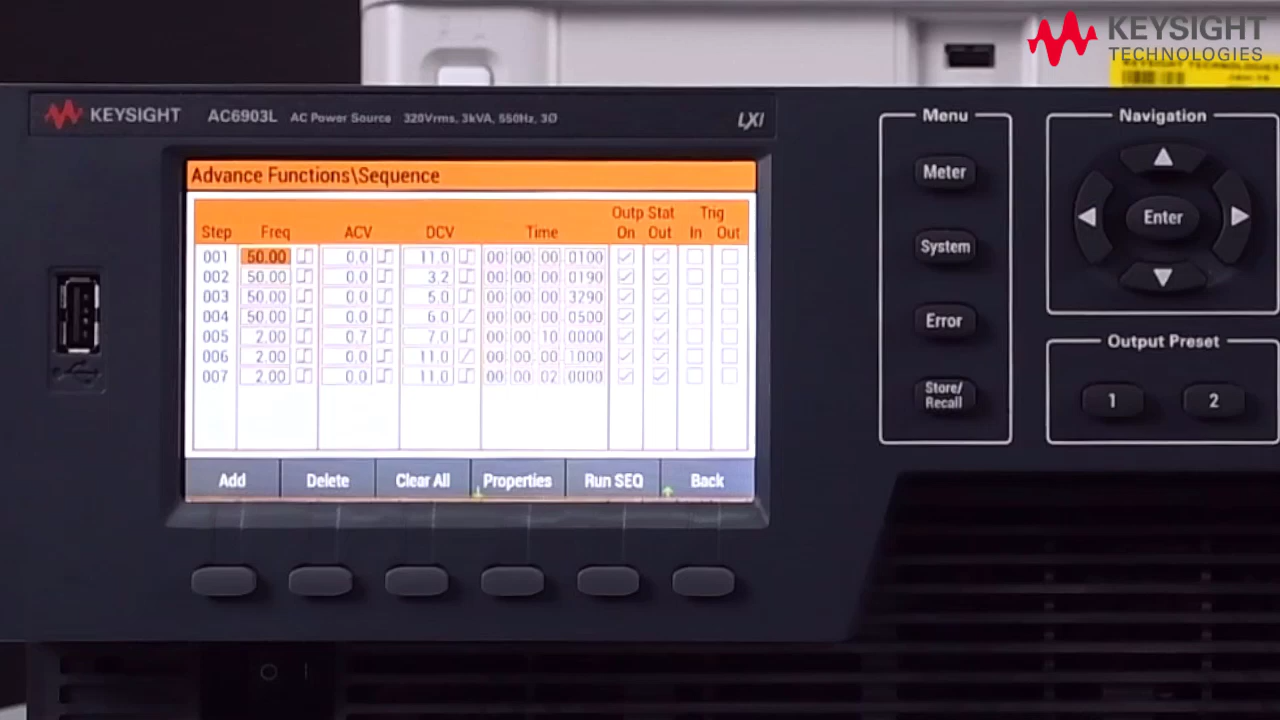 KEYSIGHT
TECHNOLOGIES
KEYSIGHT TECHNOLOGIES
KEYSIGHT AC6903L AC Power Source 320Vrms, 3kVA, 550Hz, 3Ø LXI
Advance Functions\Sequence
Outp Stat Trig
Step Freq ACV DCV Time On Out In Out
001 50.00 0.0 11.0 00: 00: 00. 0100
002 50.00 0.0 3.2 00: 00: 00. 0190
003 50.00 0.0 5.0 00: 00: 00. 3290
004 50.00 0.0 6.0 00: 00: 00. 0500
005 2.00 0.7 7.0 00: 00: 10. 0000
006 2.00 0.0 11.0 00: 00: 00. 1000
007 2.00 0.0 11.0 00: 00: 02. 0000
Add Delete Clear All Properties Run SEQ Back
Menu
Meter
System
Error
Store/
Recall
Navigation
Enter
Output Preset
1 2